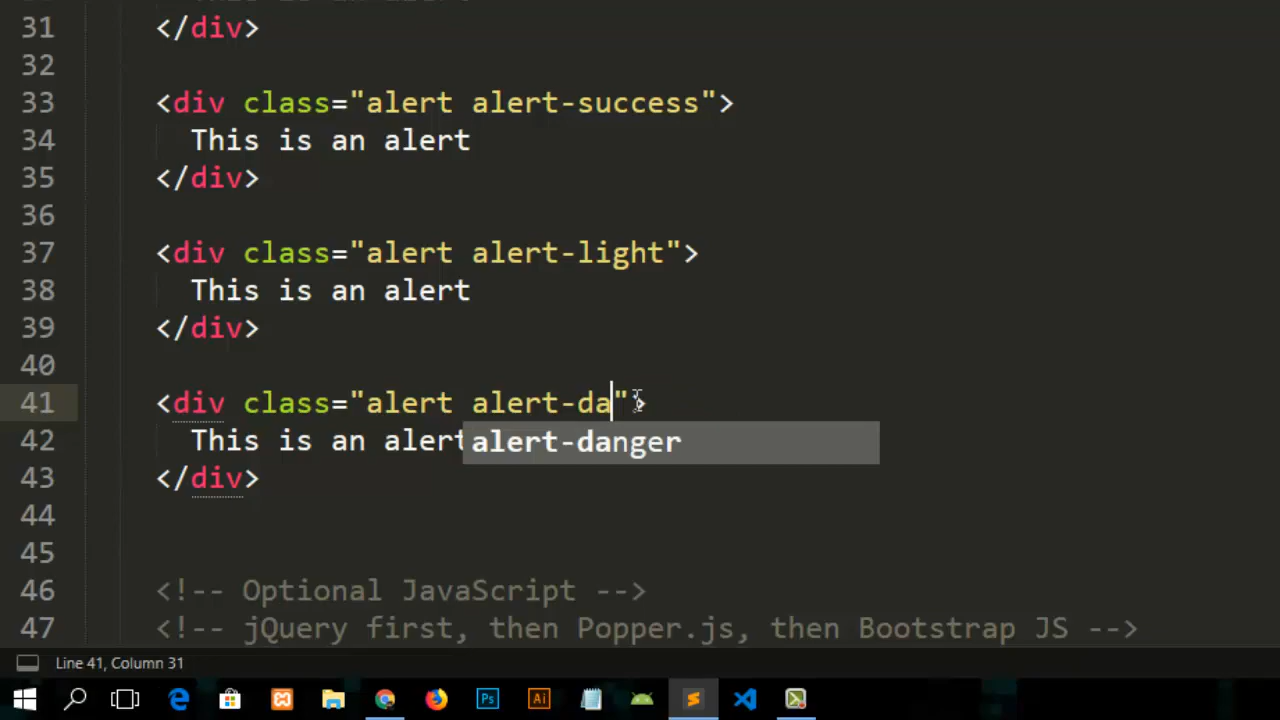 31 </div>
32
33 <div class="alert alert-success">
34 This is an alert
35 </div>
36
37 <div class="alert alert-light">
38 This is an alert
39 </div>
40
41 <div class="alert alert-da">
42 This is an alert
alert-danger
43 </div>
44
45
46 <!-- Optional JavaScript -->
47 <!-- jQuery first, then Popper.js, then Bootstrap JS -->
Line 41, Column 31
Ps Ai